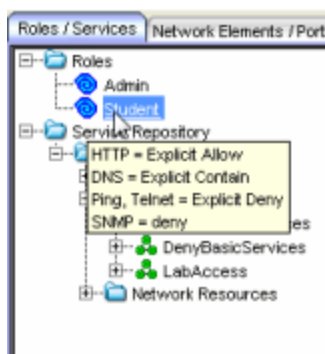 Roles / Services Network Elements / Port
Roles
Admin
Student
Service Repository
HTTP = Explicit Allow
DNS = Explicit Contain
Ping, Telnet = Explicit Deny
SNMP = deny
es
DenyBasicServices
LabAccess
Network Resources